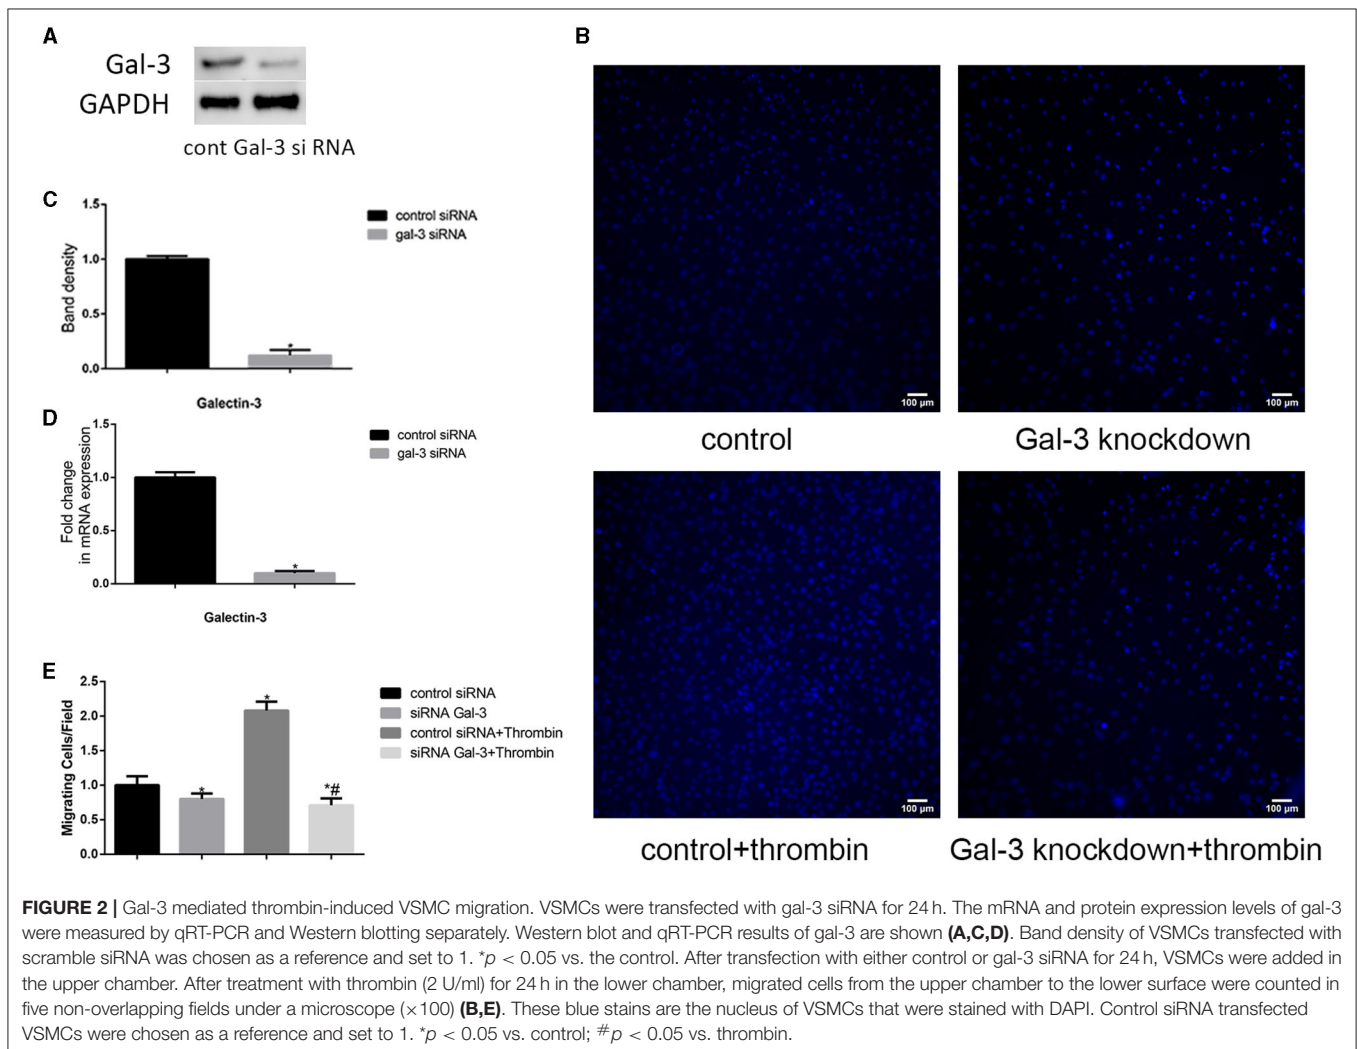 A
Gal-3
GAPDH
cont Gal-3 si RNA
B
100 µm
control
100 µm
Gal-3 knockdown
100 µm
control+thrombin
100 µm
Gal-3 knockdown+thrombin
C
Band density
1.5
1.0
0.5
0.0
*
control siRNA
gal-3 siRNA
Galectin-3
D
Fold change
in mRNA expression
1.5
1.0
0.5
0.0
*
control siRNA
gal-3 siRNA
Galectin-3
E
Migrating Cells/Field
2.5
2.0
1.5
1.0
0.5
0.0
*
*
*#
control siRNA
siRNA Gal-3
control siRNA+Thrombin
siRNA Gal-3+Thrombin
FIGURE 2 | Gal-3 mediated thrombin-induced VSMC migration. VSMCs were transfected with gal-3 siRNA for 24 h. The mRNA and protein expression levels of gal-3
were measured by qRT-PCR and Western blotting separately. Western blot and qRT-PCR results of gal-3 are shown (A,C,D). Band density of VSMCs transfected with
scramble siRNA was chosen as a reference and set to 1. *p < 0.05 vs. the control. After transfection with either control or gal-3 siRNA for 24 h, VSMCs were added in
the upper chamber. After treatment with thrombin (2 U/ml) for 24 h in the lower chamber, migrated cells from the upper chamber to the lower surface were counted in
five non-overlapping fields under a microscope (×100) (B,E). These blue stains are the nucleus of VSMCs that were stained with DAPI. Control siRNA transfected
VSMCs were chosen as a reference and set to 1. *p < 0.05 vs. control; #p < 0.05 vs. thrombin.